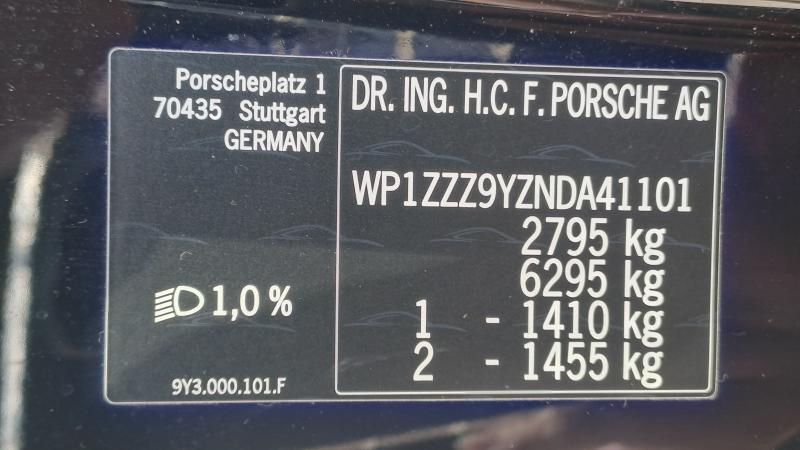 Porscheplatz 1
70435 Stuttgart
GERMANY
1,0 %
9Y3.000.101.F
DR. ING. H.C. F. PORSCHE AG
WP1ZZZ9YZNDA41101
2795 kg
6295 kg
1 - 1410 kg
2 - 1455 kg